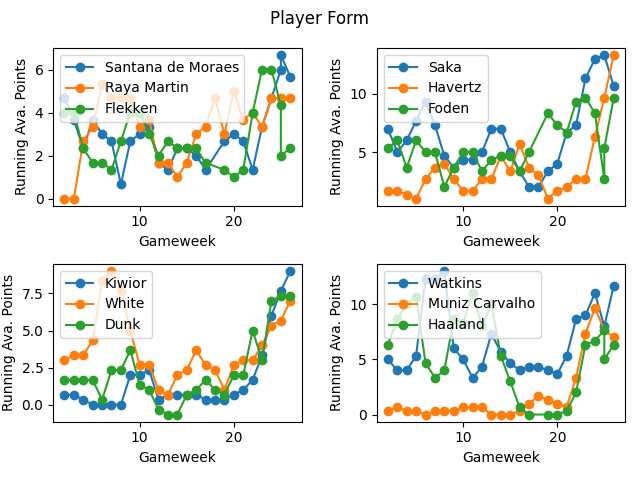 Player Form
Running Ava. Points
6
4
2
0
Santana de Moraes
Raya Martin
Flekken
10
20
Gameweek
Running Ava. Points
10
5
Saka
Havertz
Foden
10
20
Gameweek
Running Ava. Points
7.5
5.0
2.5
0.0
Kiwior
White
Dunk
10
20
Gameweek
Running Ava. Points
10
5
0
Watkins
Muniz Carvalho
Haaland
10
20
Gameweek